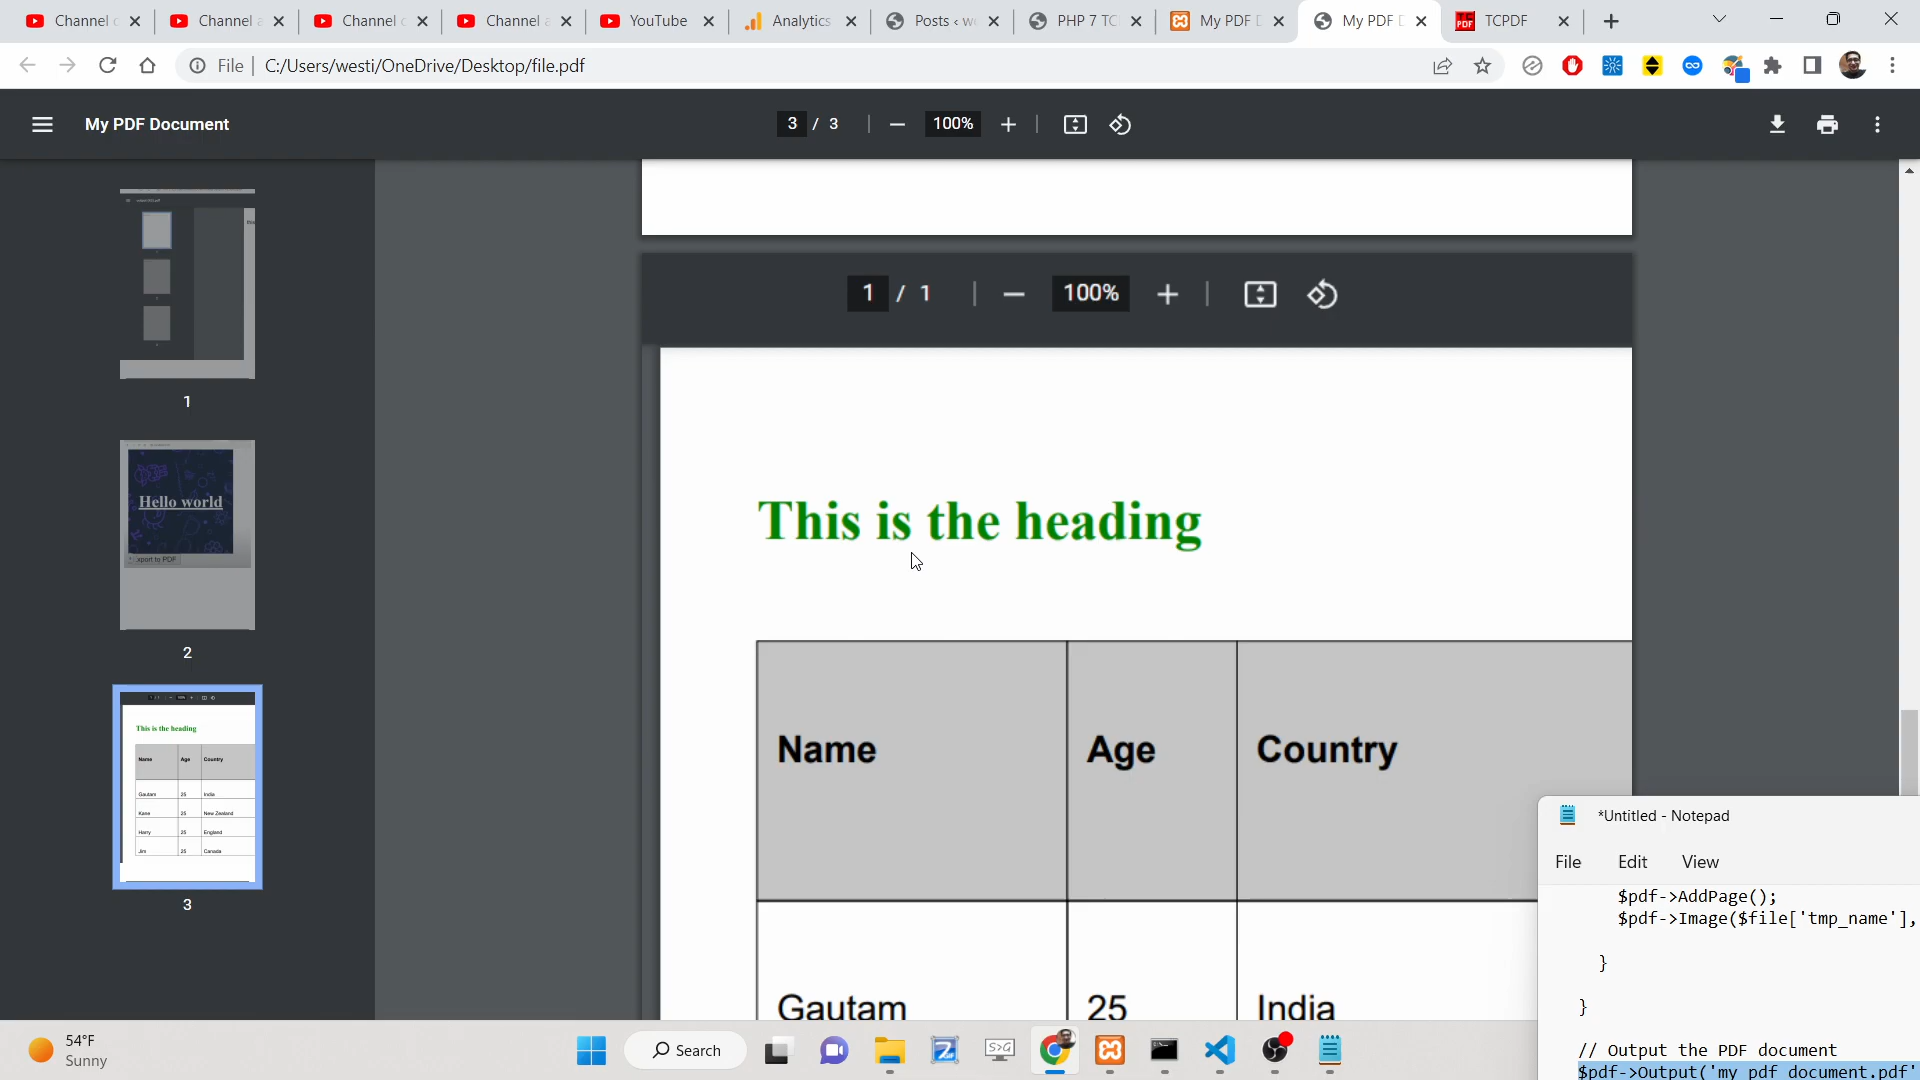 Channel
Channel
Channel
Channel
YouTube
Analytics
Posts
PHP 7
My PDF
My PDF
TCPDF
File
C:/Users/westi/OneDrive/Desktop/file.pdf
My PDF Document
3 / 3
100%
1
Hello world
xport to PDF
2
This is the heading
Name Age Country
Gautam 25 India
Kane 25 New Zealand
Harry 25 England
Jim 25 Canada
3
1 / 1
100%
This is the heading
Name Age Country
Gautam 25 India
*Untitled - Notepad
File Edit View
$pdf->AddPage();
$pdf->Image($file['tmp_name'],
}
}
// Output the PDF document
$pdf->Output('my_pdf_document.pdf'
54°F
Sunny
Search